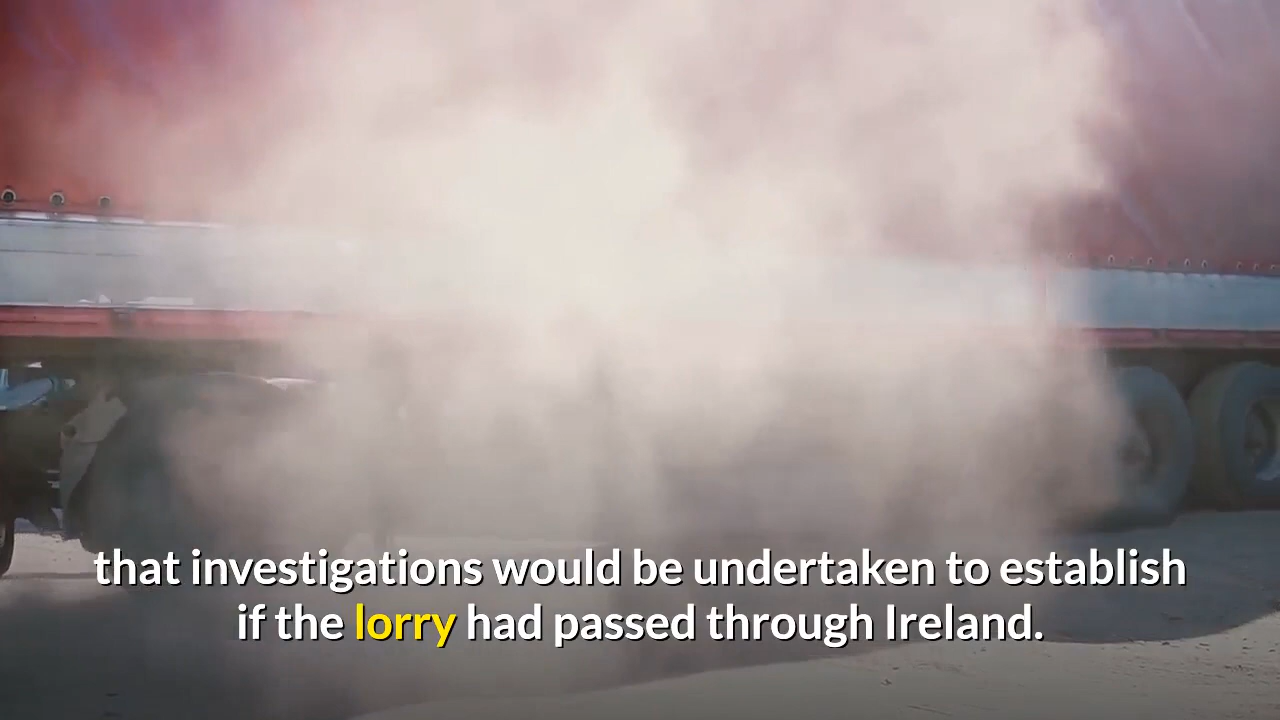 that investigations would be undertaken to establish
if the lorry had passed through Ireland.